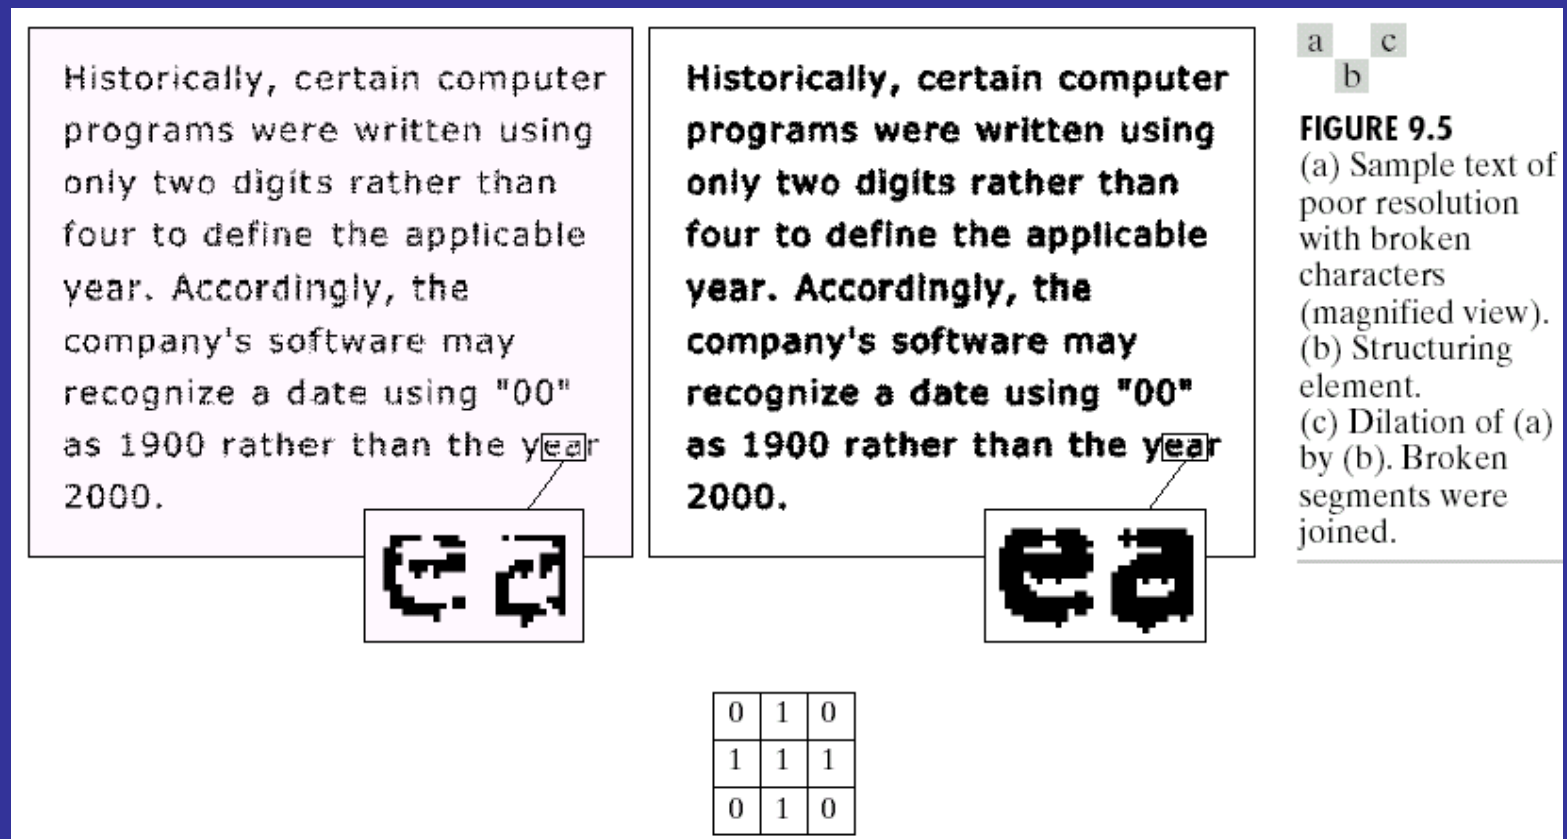 Historically, certain computer
programs were written using
only two digits rather than
four to define the applicable
year. Accordingly, the
company's software may
recognize a date using "00"
as 1900 rather than the year
2000.
ea
Historically, certain computer
programs were written using
only two digits rather than
four to define the applicable
year. Accordingly, the
company's software may
recognize a date using "00"
as 1900 rather than the year
2000.
ea
0 1 0
1 1 1
0 1 0
a c
b
FIGURE 9.5
(a) Sample text of
poor resolution
with broken
characters
(magnified view).
(b) Structuring
element.
(c) Dilation of (a)
by (b). Broken
segments were
joined.